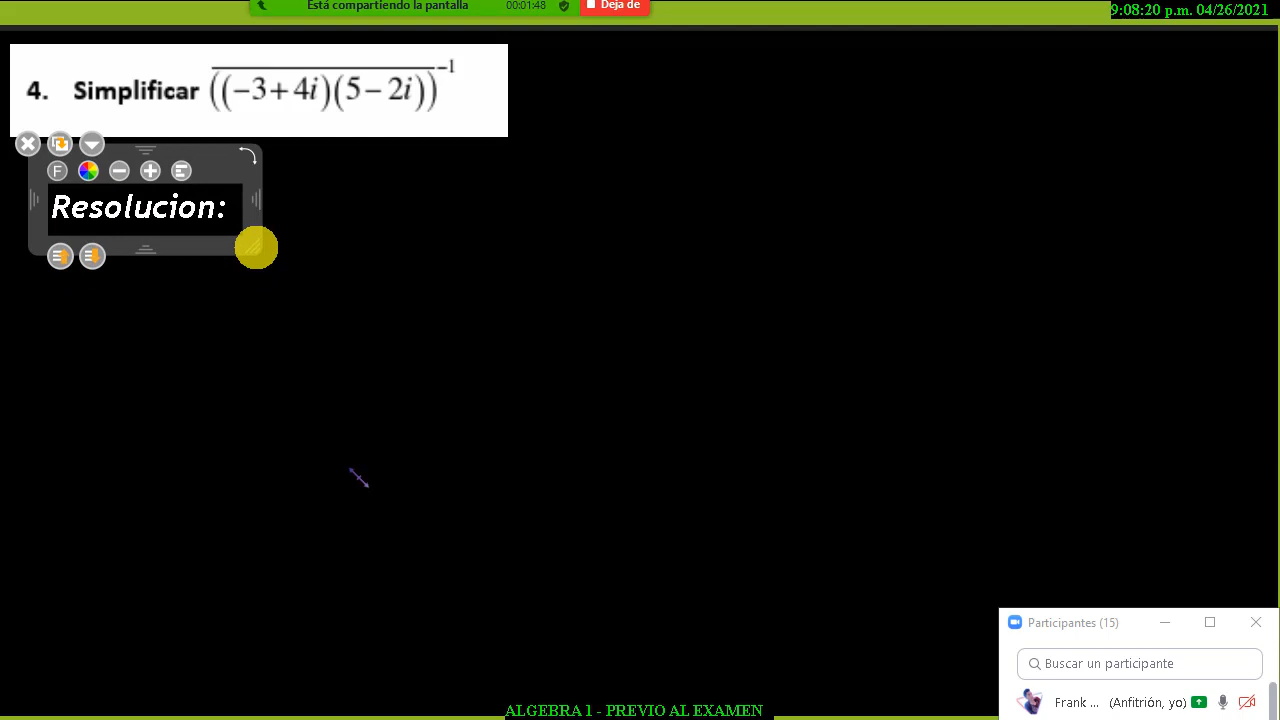 Está compartiendo la pantalla 00:01:48 Deja de
9:08:20 p.m. 04/26/2021
4. Simplificar $\overline{((-3+4i)(5-2i))}^{-1}$
F
Resolucion:
Participantes (15)
Buscar un participante
Frank ... (Anfitrión, yo)
ALGEBRA 1 - PREVIO AL EXAMEN